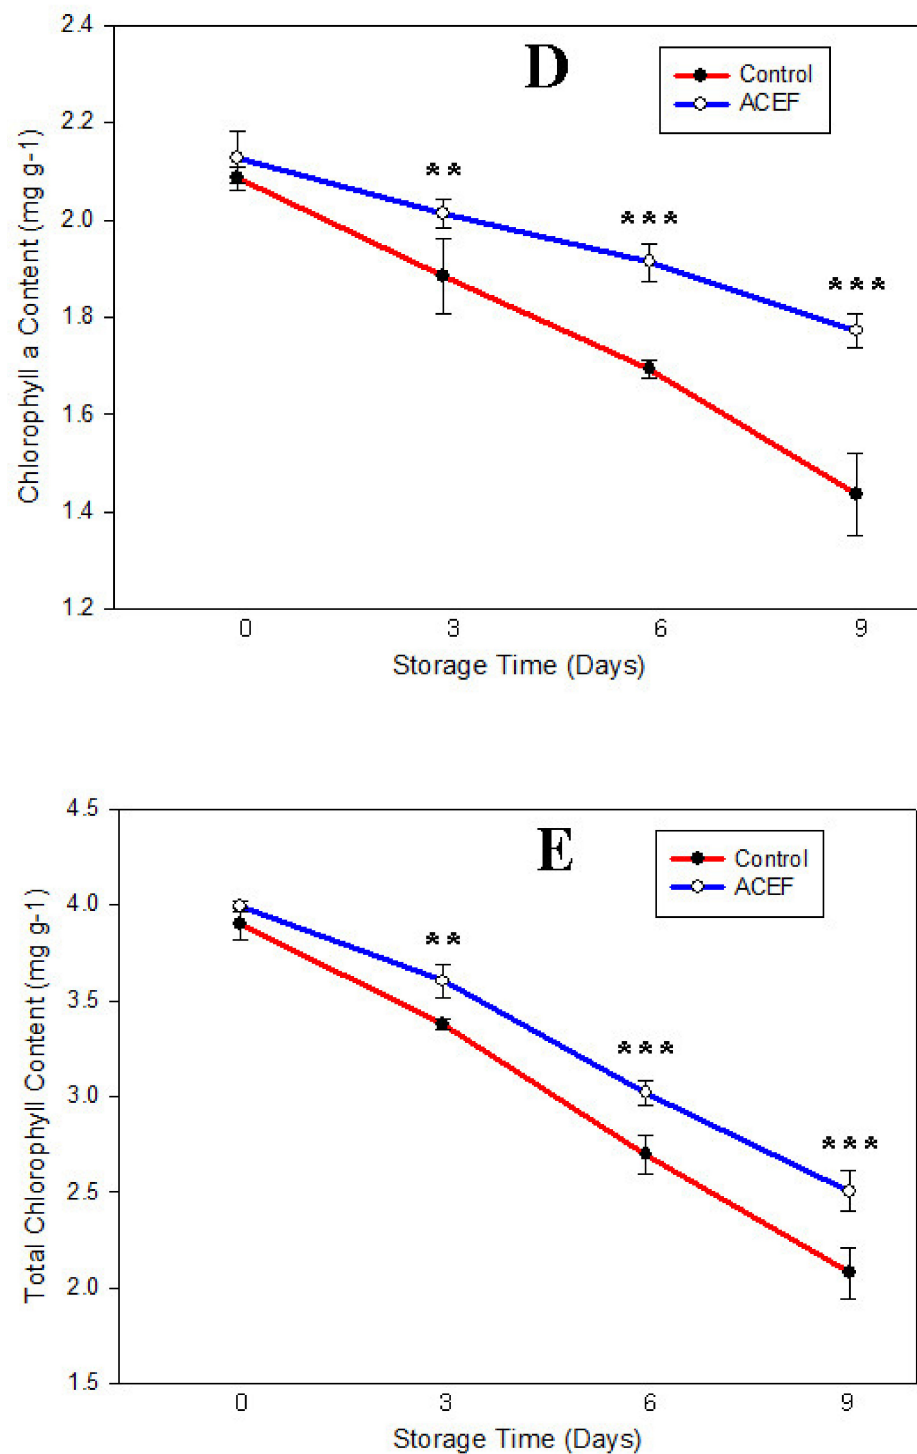 2.4
D
Control
ACEF
2.2
**
***
2.0
***
1.8
1.6
1.4
1.2
Chlorophyll a Content (mg g-1)
0 3 6 9
Storage Time (Days)
4.5
E
Control
ACEF
4.0
**
3.5
***
3.0
***
2.5
2.0
1.5
Total Chlorophyll Content (mg g-1)
0 3 6 9
Storage Time (Days)